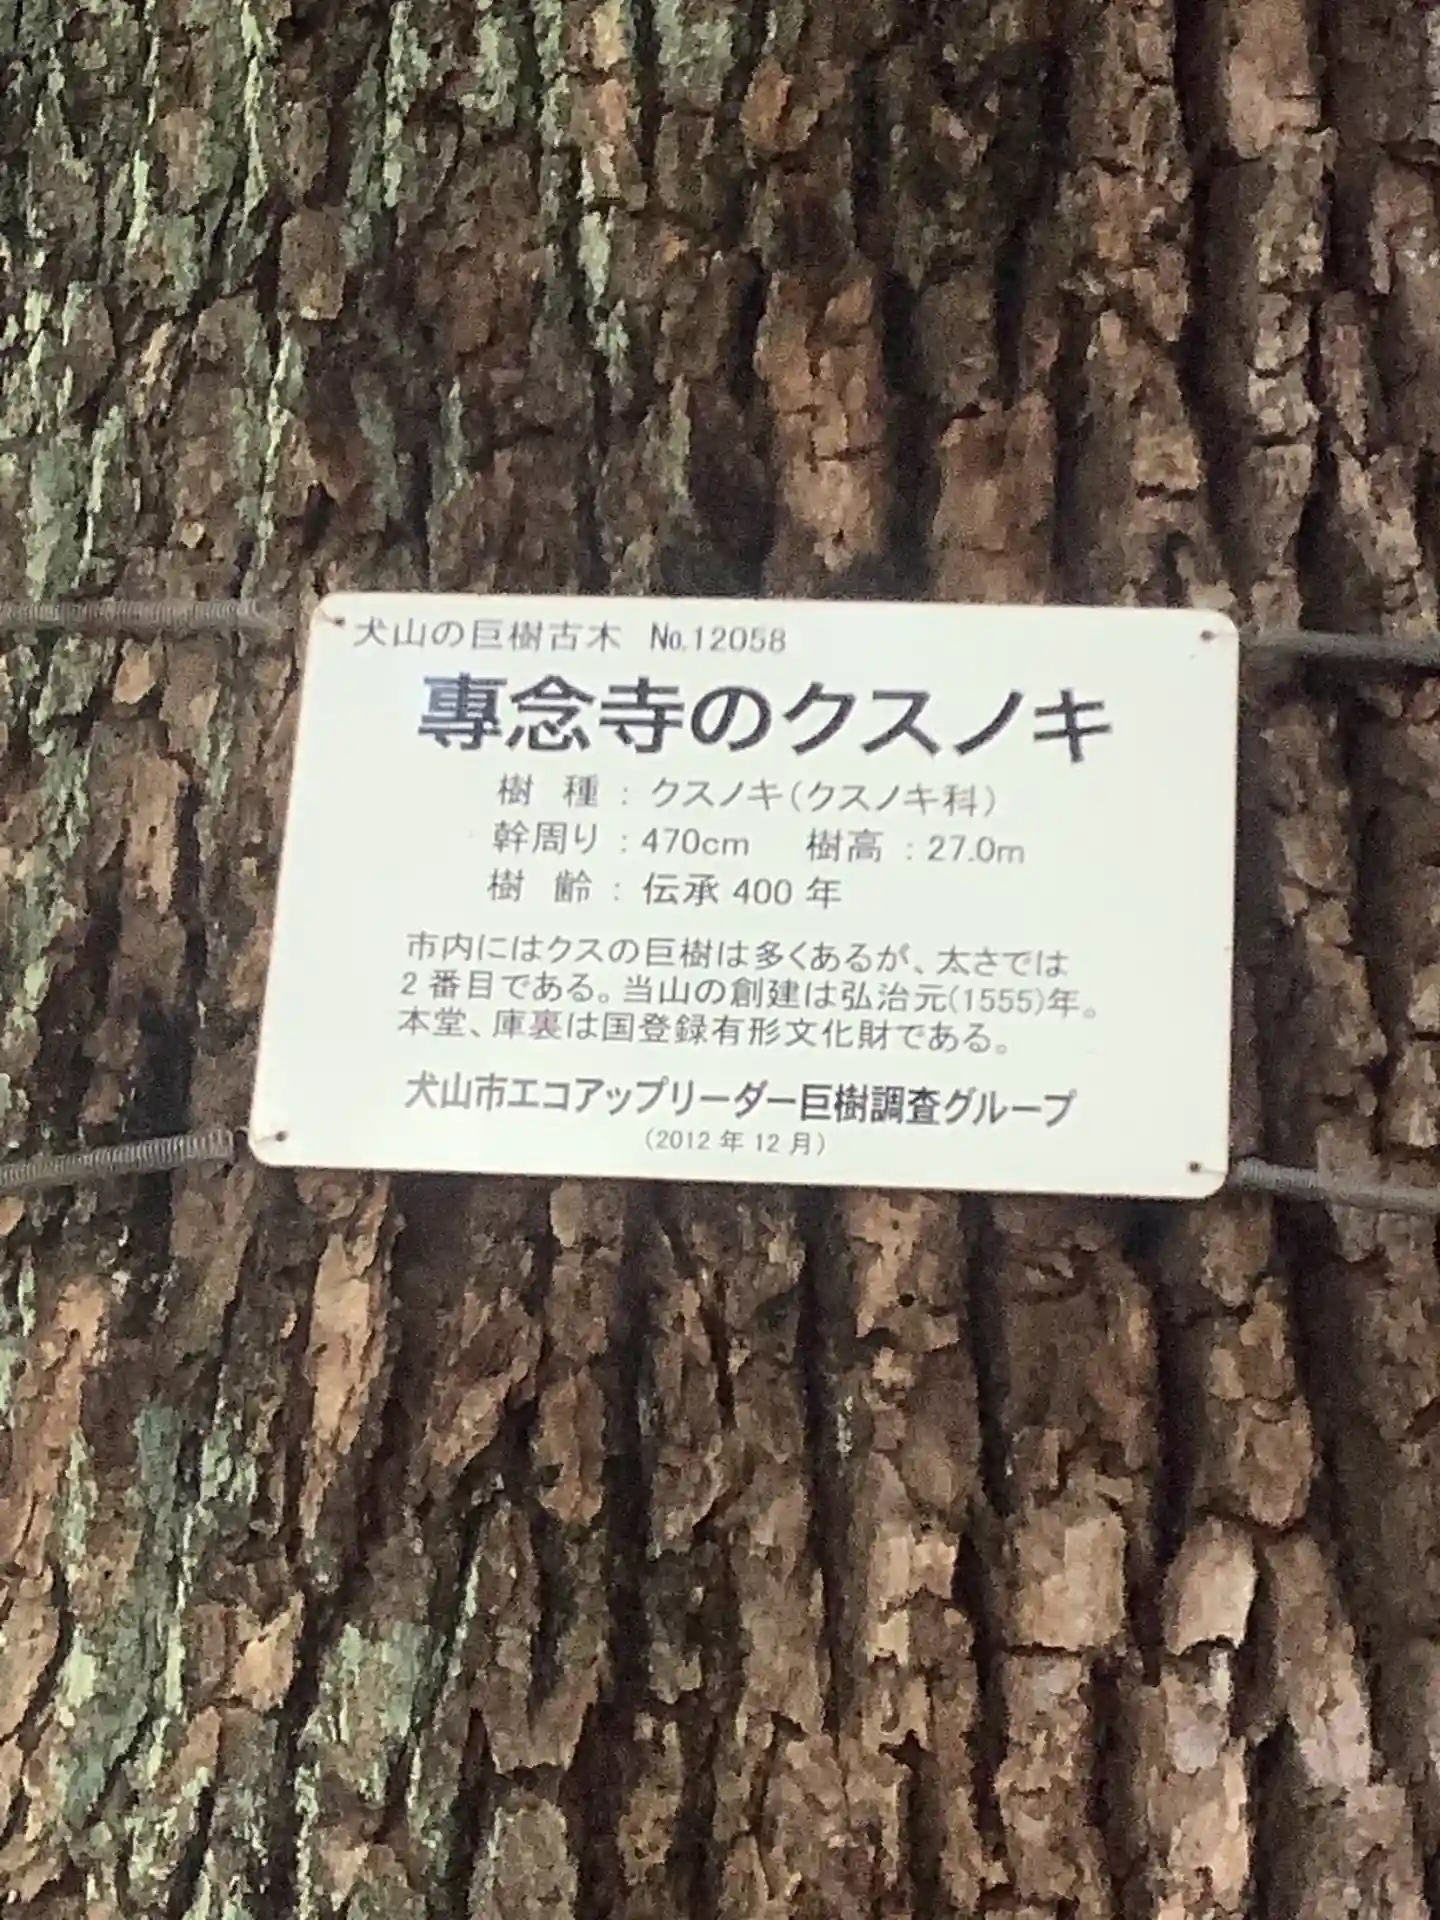 犬山の巨樹古木 №12058
專念寺のクスノキ
樹 種 : クスノキ(クスノキ科)
幹周り : 470cm 樹高 : 27.0m
樹 齢 : 伝承 400 年
市内にはクスの巨樹は多くあるが、太さでは
2番目である。当山の創建は弘治元(1555)年。
本堂、庫裏は国登録有形文化財である。
犬山市エコアップリーダー巨樹調査グループ
(2012 年 12 月)